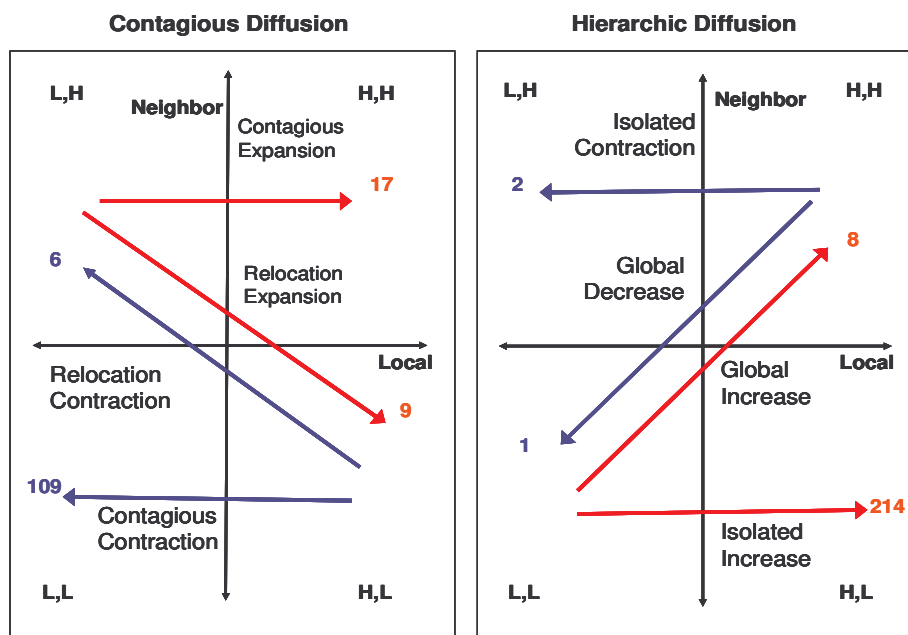 Contagious Diffusion
L,H
Neighbor
H,H
Contagious
Expansion
17
6
Relocation
Expansion
Local
Relocation
Contraction
9
109
Contagious
Contraction
L,L
H,L
Hierarchic Diffusion
L,H
Neighbor
H,H
Isolated
Contraction
2
8
Global
Decrease
Local
Global
Increase
1
214
Isolated
Increase
L,L
H,L